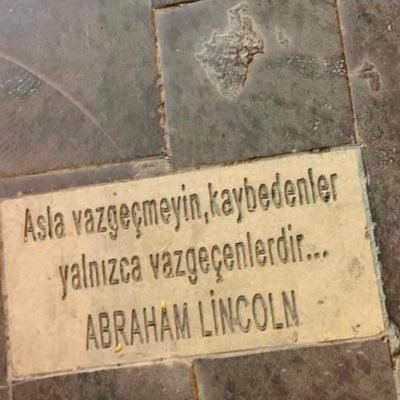 Asla vazgeçmeyin,kaybedenler
yalnızca vazgeçenlerdir...
ABRAHAM LİNCOLN